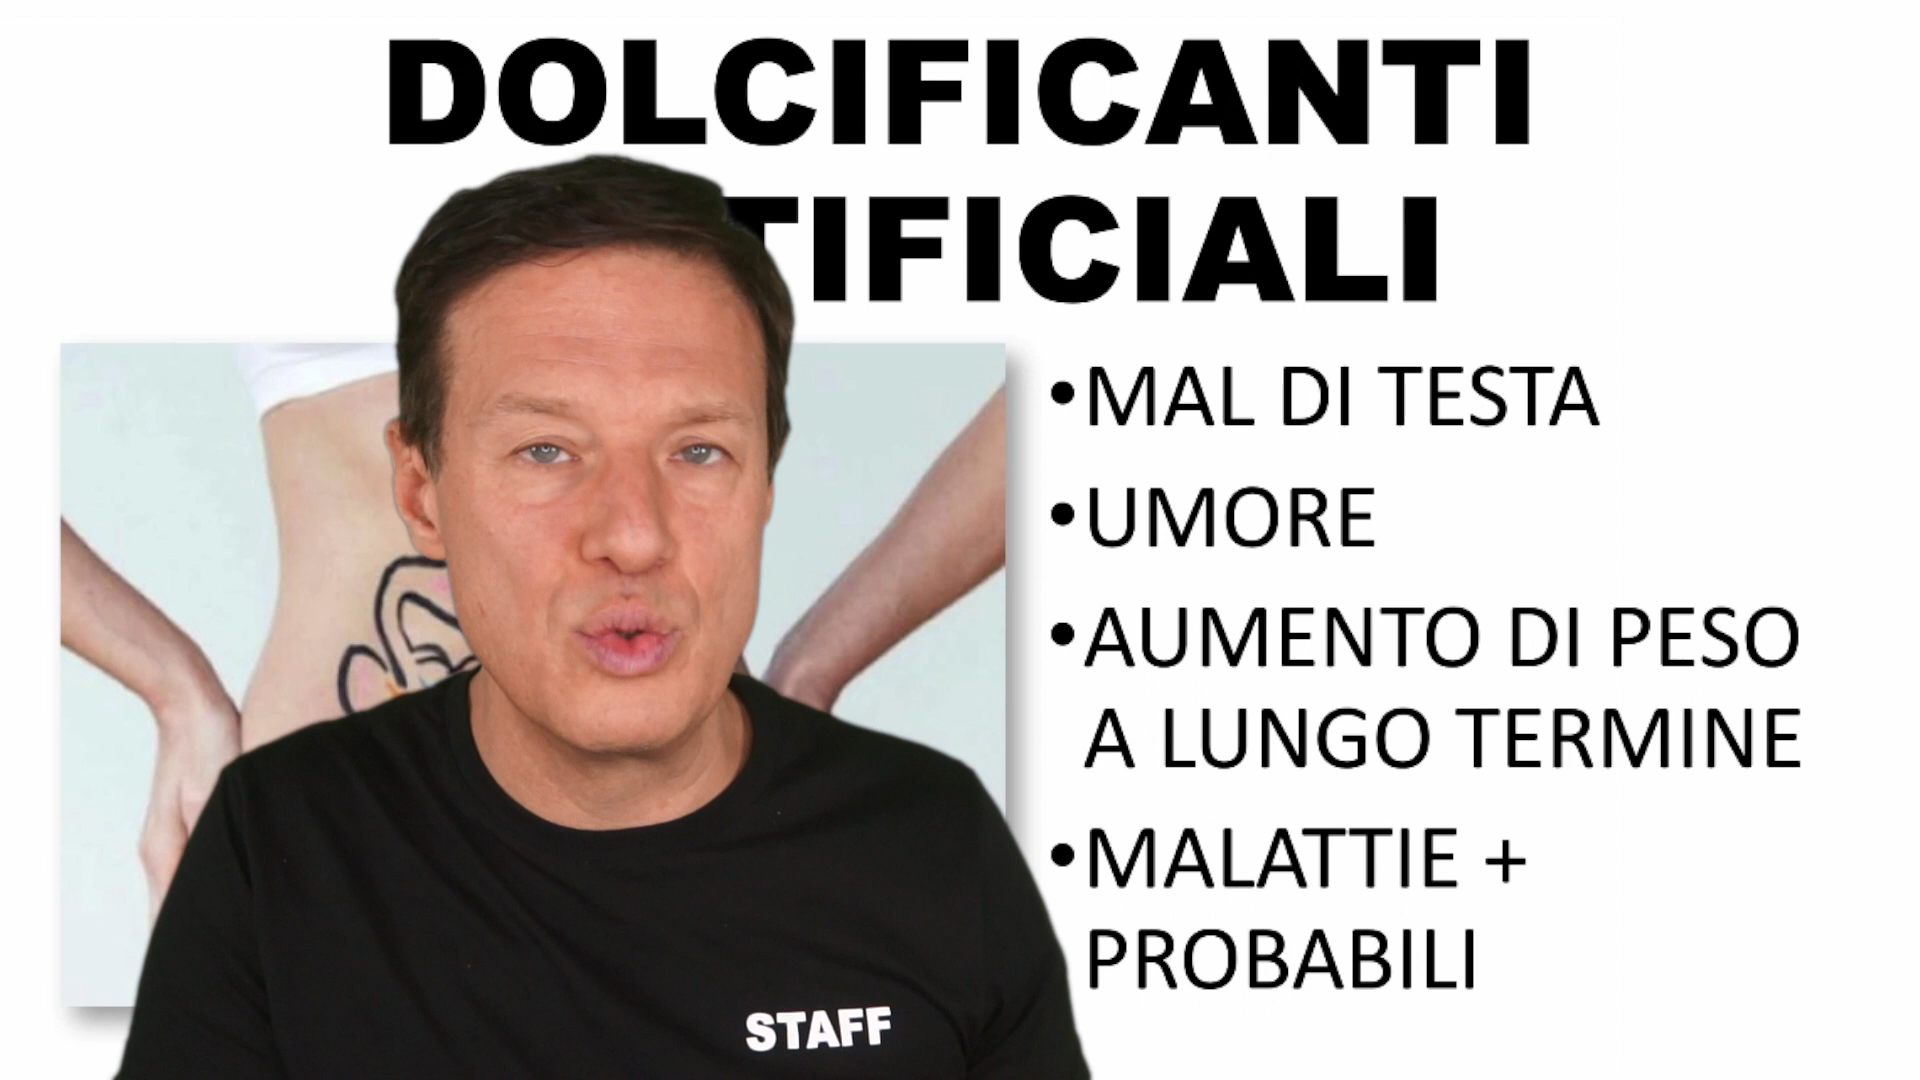 DOLCIFICANTI
TIFICIALI
•MAL DI TESTA
•UMORE
•AUMENTO DI PESO
A LUNGO TERMINE
•MALATTIE +
PROBABILI
STAFF